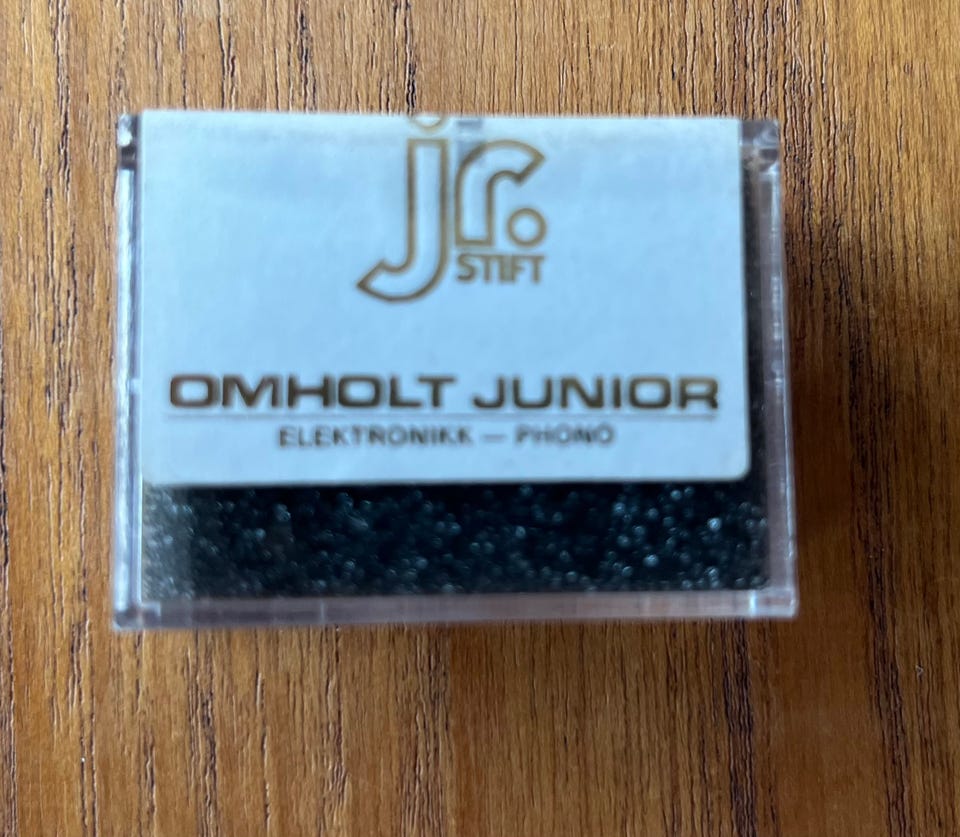 jr.
STIFT
OMHOLT JUNIOR
ELEKTRONIKK — PHONO